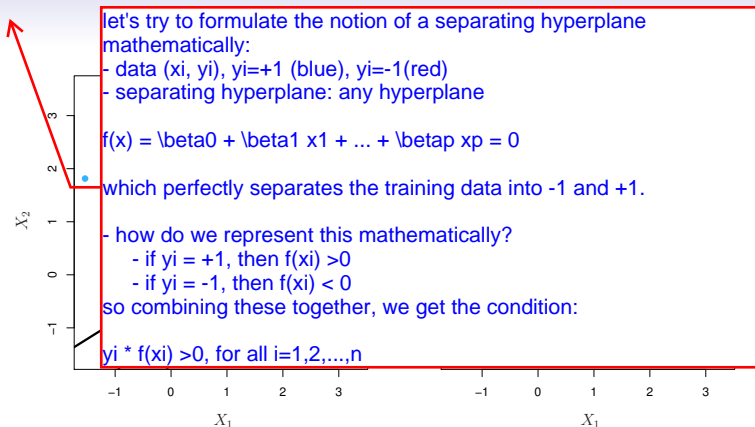 let's try to formulate the notion of a separating hyperplane
mathematically:
- data (xi, yi), yi=+1 (blue), yi=-1(red)
- separating hyperplane: any hyperplane
f(x) = \beta0 + \beta1 x1 + ... + \betap xp = 0
which perfectly separates the training data into -1 and +1.
- how do we represent this mathematically?
- if yi = +1, then f(xi) >0
- if yi = -1, then f(xi) < 0
so combining these together, we get the condition:
yi * f(xi) >0, for all i=1,2,...,n
3
2
1
0
−1
X2
−1 0 1 2 3
X1
−1 0 1 2 3
X1